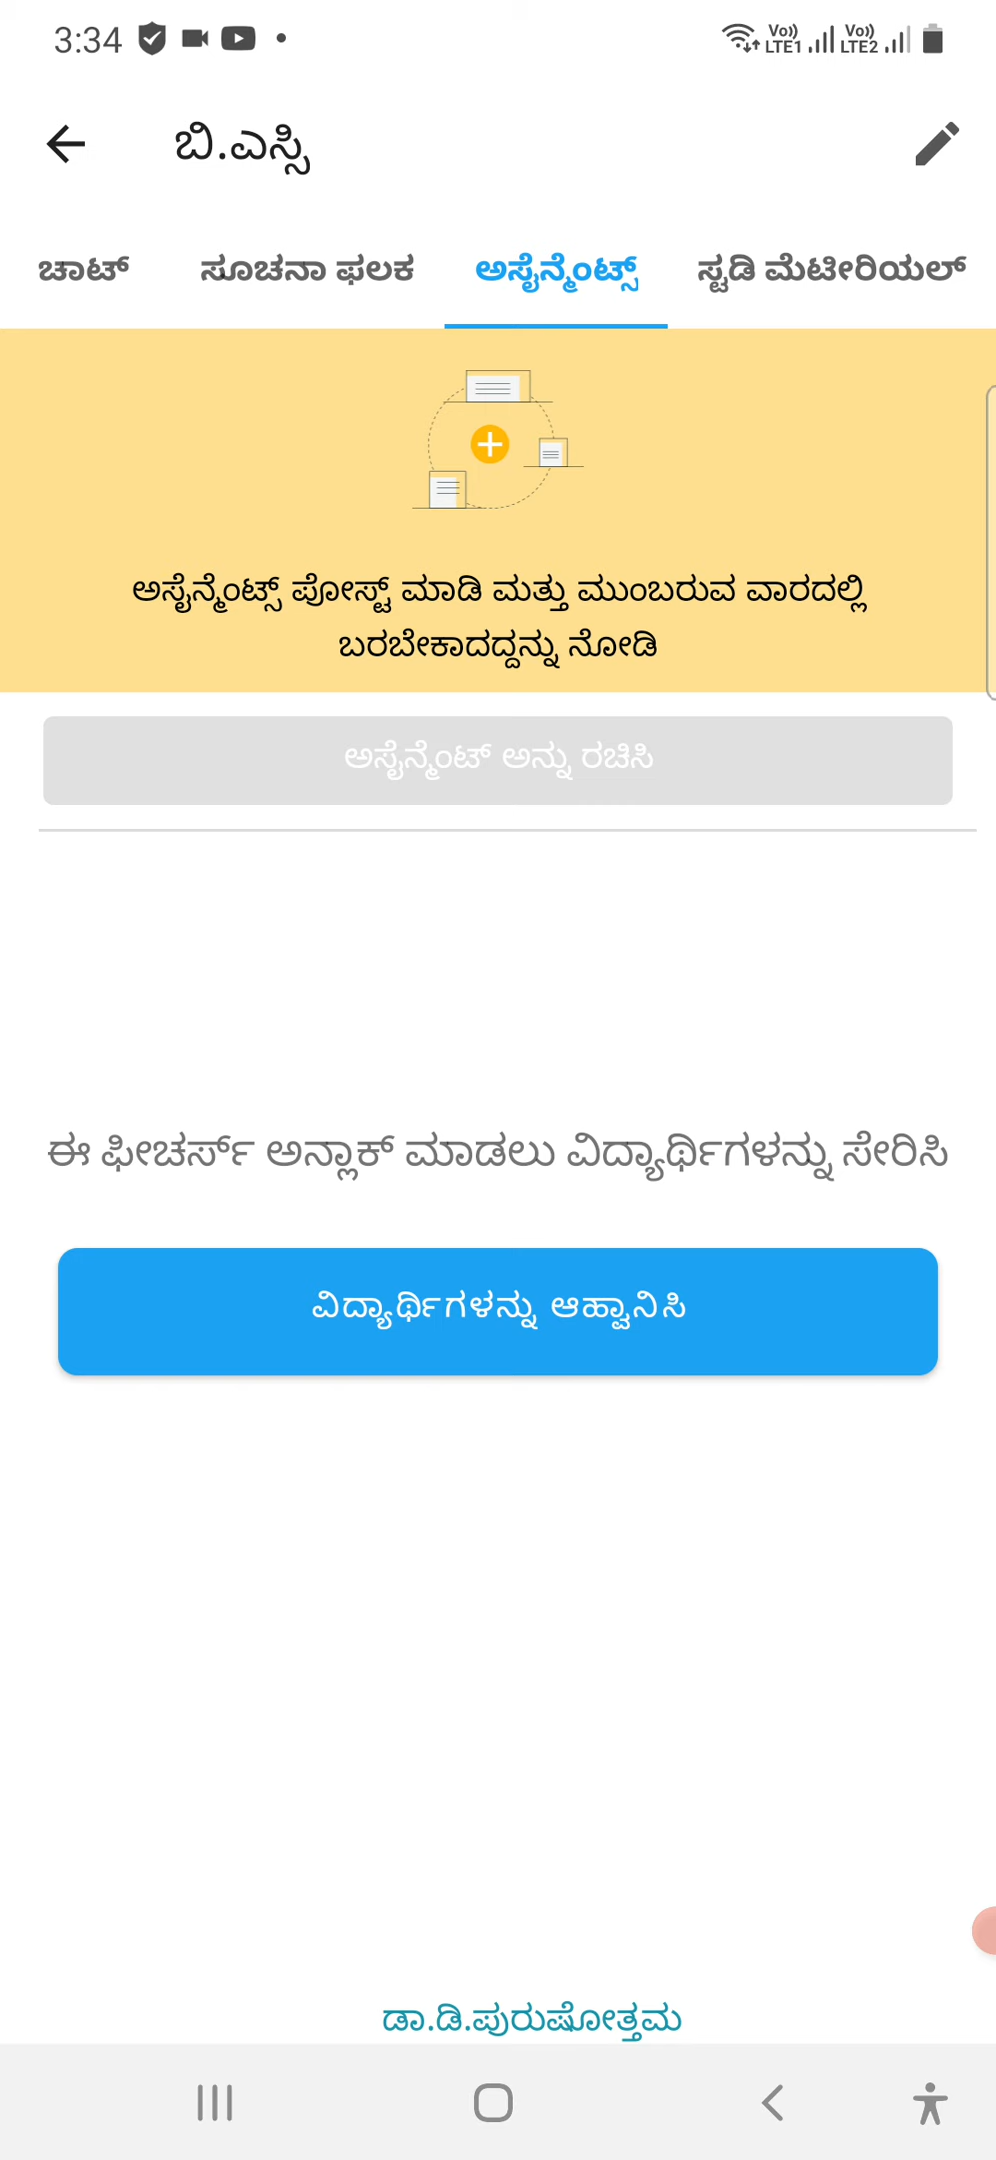 3:34
Vo)) LTE1 Vo)) LTE2
ಬಿ.ಎಸ್ಸಿ
ಚಾಟ್ ಸೂಚನಾ ಫಲಕ ಅಸೈನ್ಮೆಂಟ್ಸ್ ಸ್ಟಡಿ ಮೆಟೀರಿಯಲ್
ಅಸೈನ್ಮೆಂಟ್ಸ್ ಪೋಸ್ಟ್ ಮಾಡಿ ಮತ್ತು ಮುಂಬರುವ ವಾರದಲ್ಲಿ
ಬರಬೇಕಾದದ್ದನ್ನು ನೋಡಿ
ಅಸೈನ್ಮೆಂಟ್ ಅನ್ನು ರಚಿಸಿ
ಈ ಫೀಚರ್ಸ್ ಅನ್ಲಾಕ್ ಮಾಡಲು ವಿದ್ಯಾರ್ಥಿಗಳನ್ನು ಸೇರಿಸಿ
ವಿದ್ಯಾರ್ಥಿಗಳನ್ನು ಆಹ್ವಾನಿಸಿ
ಡಾ.ಡಿ.ಪುರುಷೋತ್ತಮ